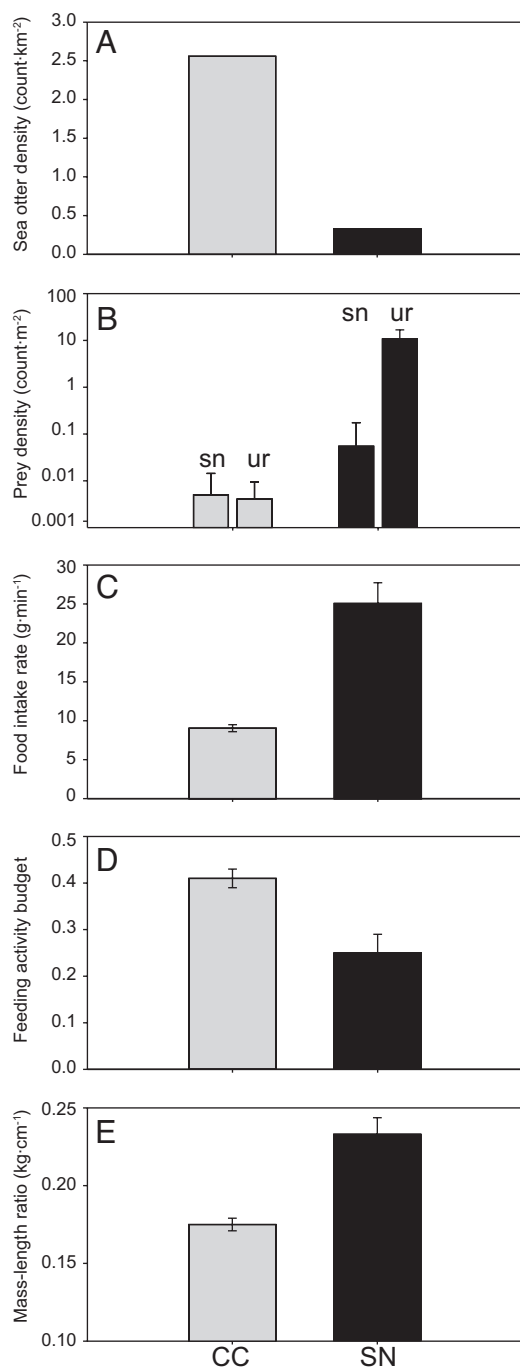 A
Sea otter density (count·km-2)
3.0
2.5
2.0
1.5
1.0
0.5
0.0
B
Prey density (count·m-2)
100
10
1
0.1
0.01
0.001
sn ur
sn ur
C
Food intake rate (g·min-1)
30
25
20
15
10
5
0
D
Feeding activity budget
0.5
0.4
0.3
0.2
0.1
0.0
E
Mass-length ratio (kg·cm-1)
0.25
0.20
0.15
0.10
CC SN